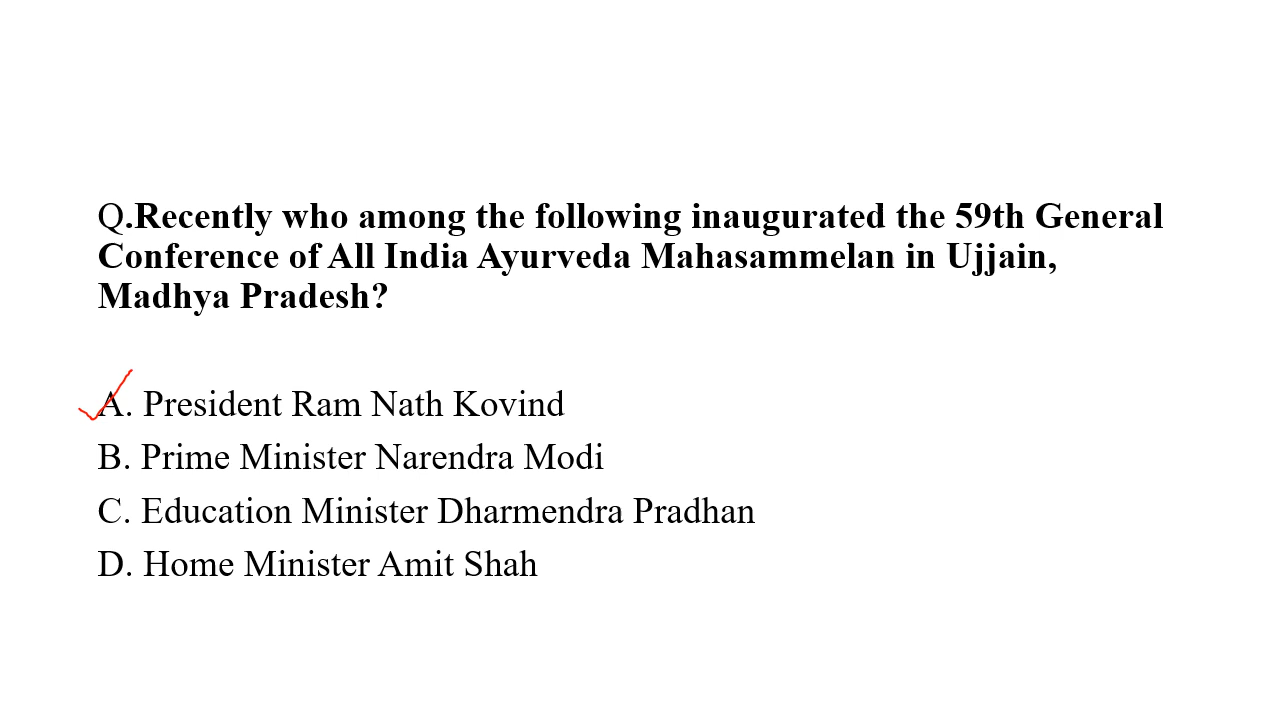 Q.Recently who among the following inaugurated the 59th General
Conference of All India Ayurveda Mahasammelan in Ujjain,
Madhya Pradesh?
A. President Ram Nath Kovind
B. Prime Minister Narendra Modi
C. Education Minister Dharmendra Pradhan
D. Home Minister Amit Shah